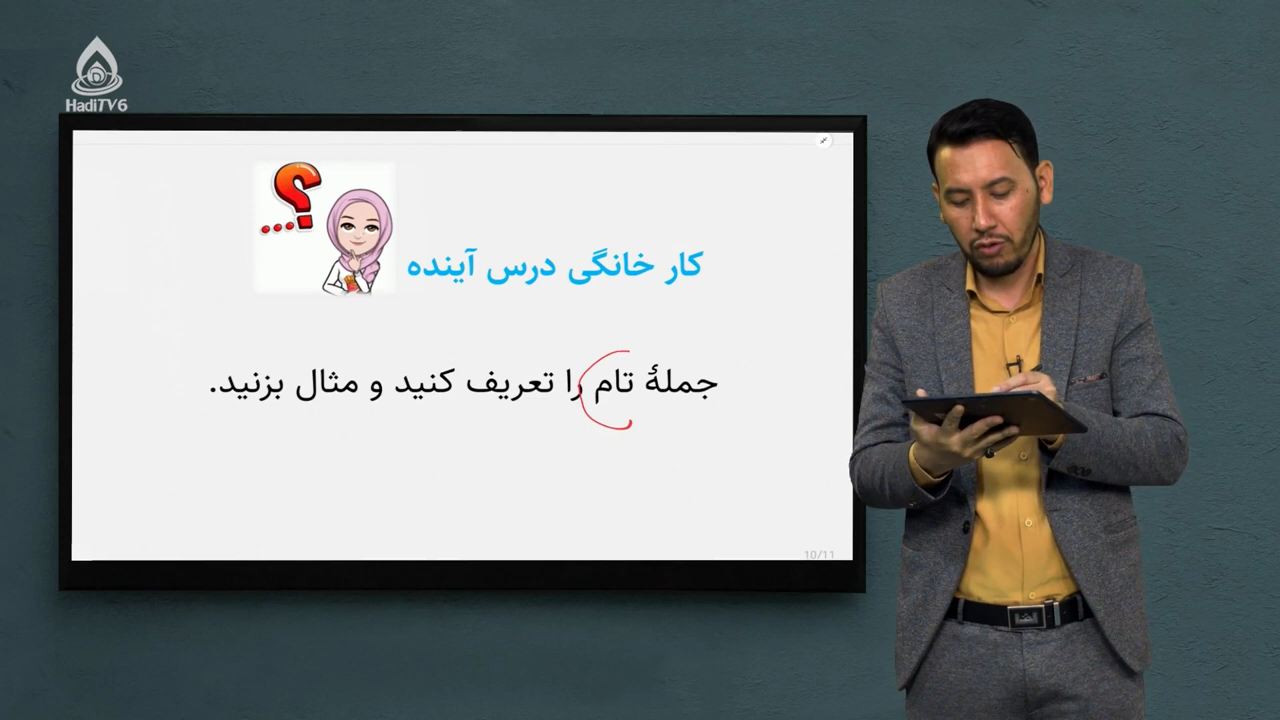 HadiTV6
؟...
کار خانگی درس آینده
جملهٔ تام را تعریف کنید و مثال بزنید.
10/11